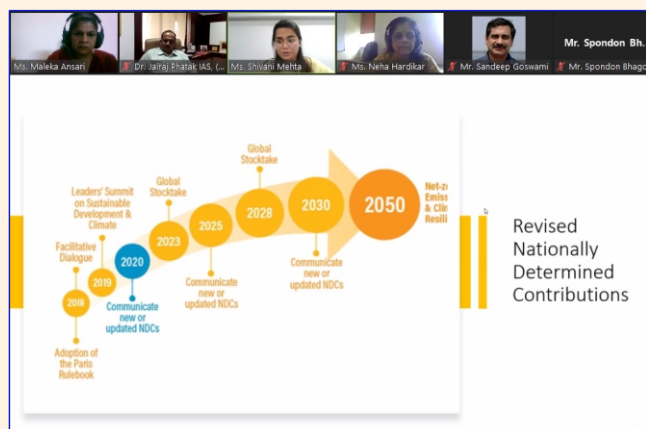 Mr. Spondon Bh...
Ms. Maleka Ansari
Dr. Jairaj Phatak IAS, (...
Ms. Shivani Mehta
Ms. Neha Hardikar
Mr. Sandeep Goswami
Mr. Spondon Bhago
Global
Stocktake
Leaders' Summit
on Sustainable
Development &
Climate
Global
Stocktake
Facilitative
Dialogue
2018
2019
2020
2023
2025
2028
2030
2050
Net-ze
Emiss
& Clim
Resili
Communicate
new or
updated NDCs
Communicate
new or
updated NDCs
Communicate
new or
updated NDCs
Adoption of
the Paris
Rulebook
Revised
Nationally
Determined
Contributions